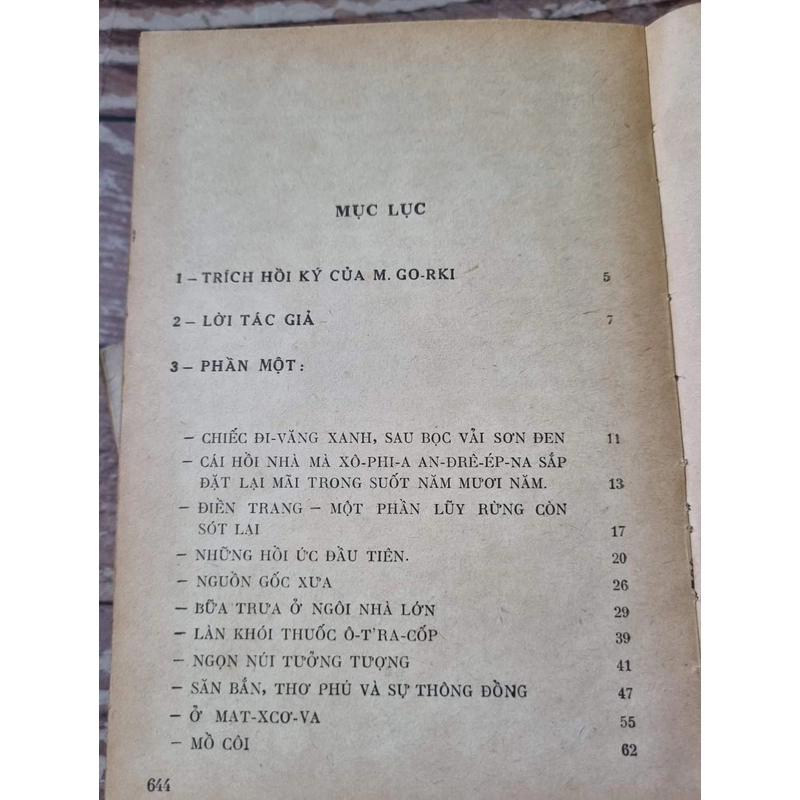 MỤC LỤC
1 – TRÍCH HỒI KÝ CỦA M. GO-RKI 5
2 – LỜI TÁC GIẢ 7
3 – PHẦN MỘT :
– CHIẾC ĐI-VĂNG XANH, SAU BỌC VẢI SƠN ĐEN 11
– CÁI HỒI NHÀ MÀ XÔ-PHI-A AN-ĐRÊ-ÉP-NA SẮP
ĐẶT LẠI MÃI TRONG SUỐT NĂM MƯƠI NĂM. 13
– ĐIỀN TRANG – MỘT PHẦN LŨY RỪNG CÒN
SÓT LẠI 17
– NHỮNG HỒI ỨC ĐẦU TIÊN. 20
– NGUỒN GỐC XƯA 26
– BỮA TRƯA Ở NGÔI NHÀ LỚN 29
– LÀN KHÓI THUỐC Ô-T'RA-CỐP 39
– NGỌN NÚI TƯỞNG TƯỢNG 41
– SĂN BẮN, THƠ PHÚ VÀ SỰ THÔNG ĐỒNG 47
– Ở MAT-XCƠ-VA 55
– MỒ CÔI 62
644